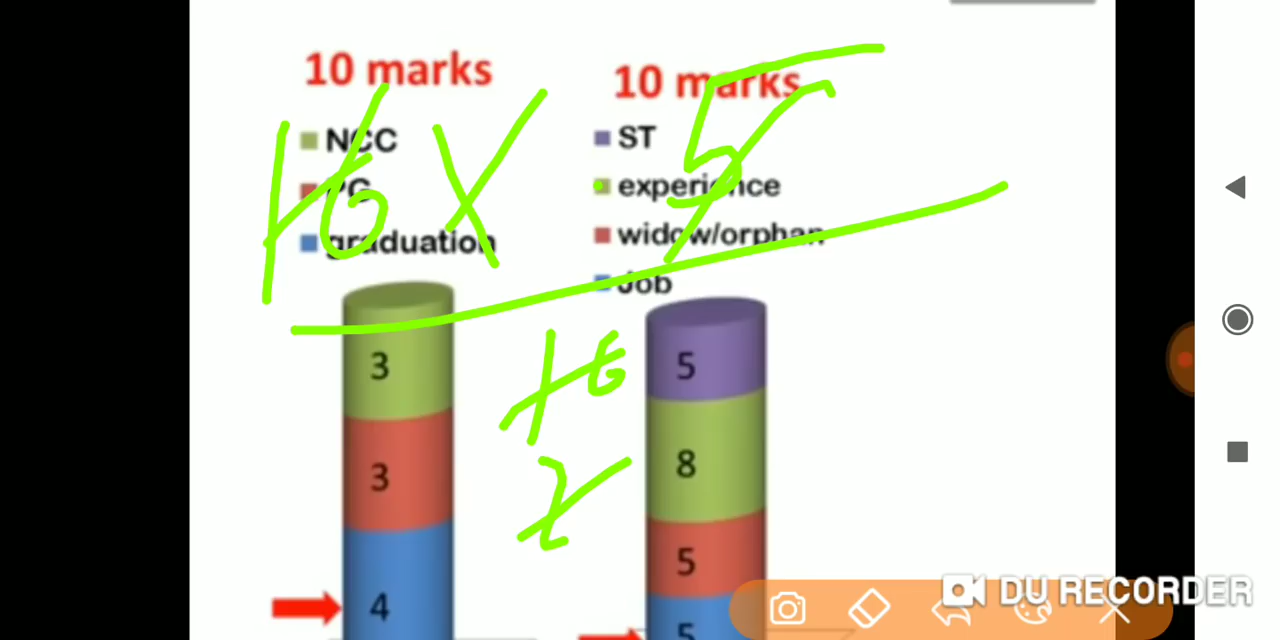 10 marks
NCC
PG
graduation
3
3
4
10 marks
ST
experience
widow/orphan
Job
5
8
5
5
16 X 5
16
2
DU RECORDER